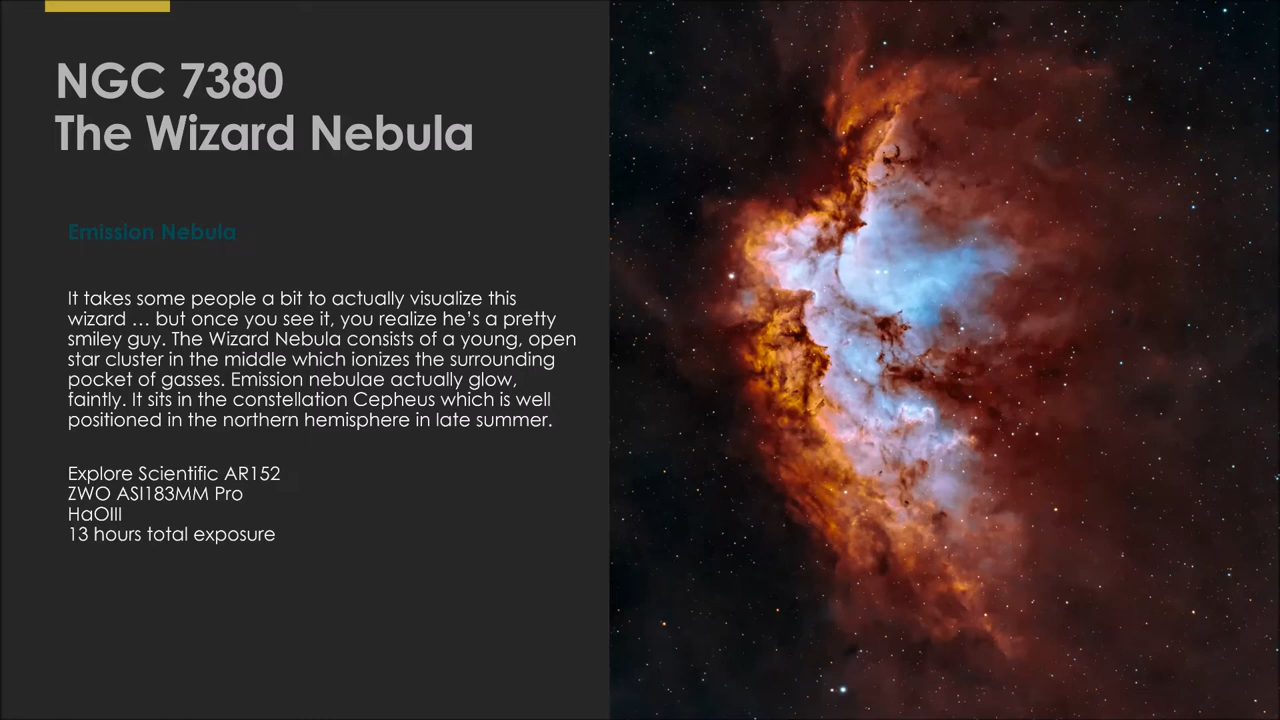 NGC 7380
The Wizard Nebula
Emission Nebula
It takes some people a bit to actually visualize this
wizard … but once you see it, you realize he’s a pretty
smiley guy. The Wizard Nebula consists of a young, open
star cluster in the middle which ionizes the surrounding
pocket of gasses. Emission nebulae actually glow,
faintly. It sits in the constellation Cepheus which is well
positioned in the northern hemisphere in late summer.
Explore Scientific AR152
ZWO ASI183MM Pro
HaOIII
13 hours total exposure